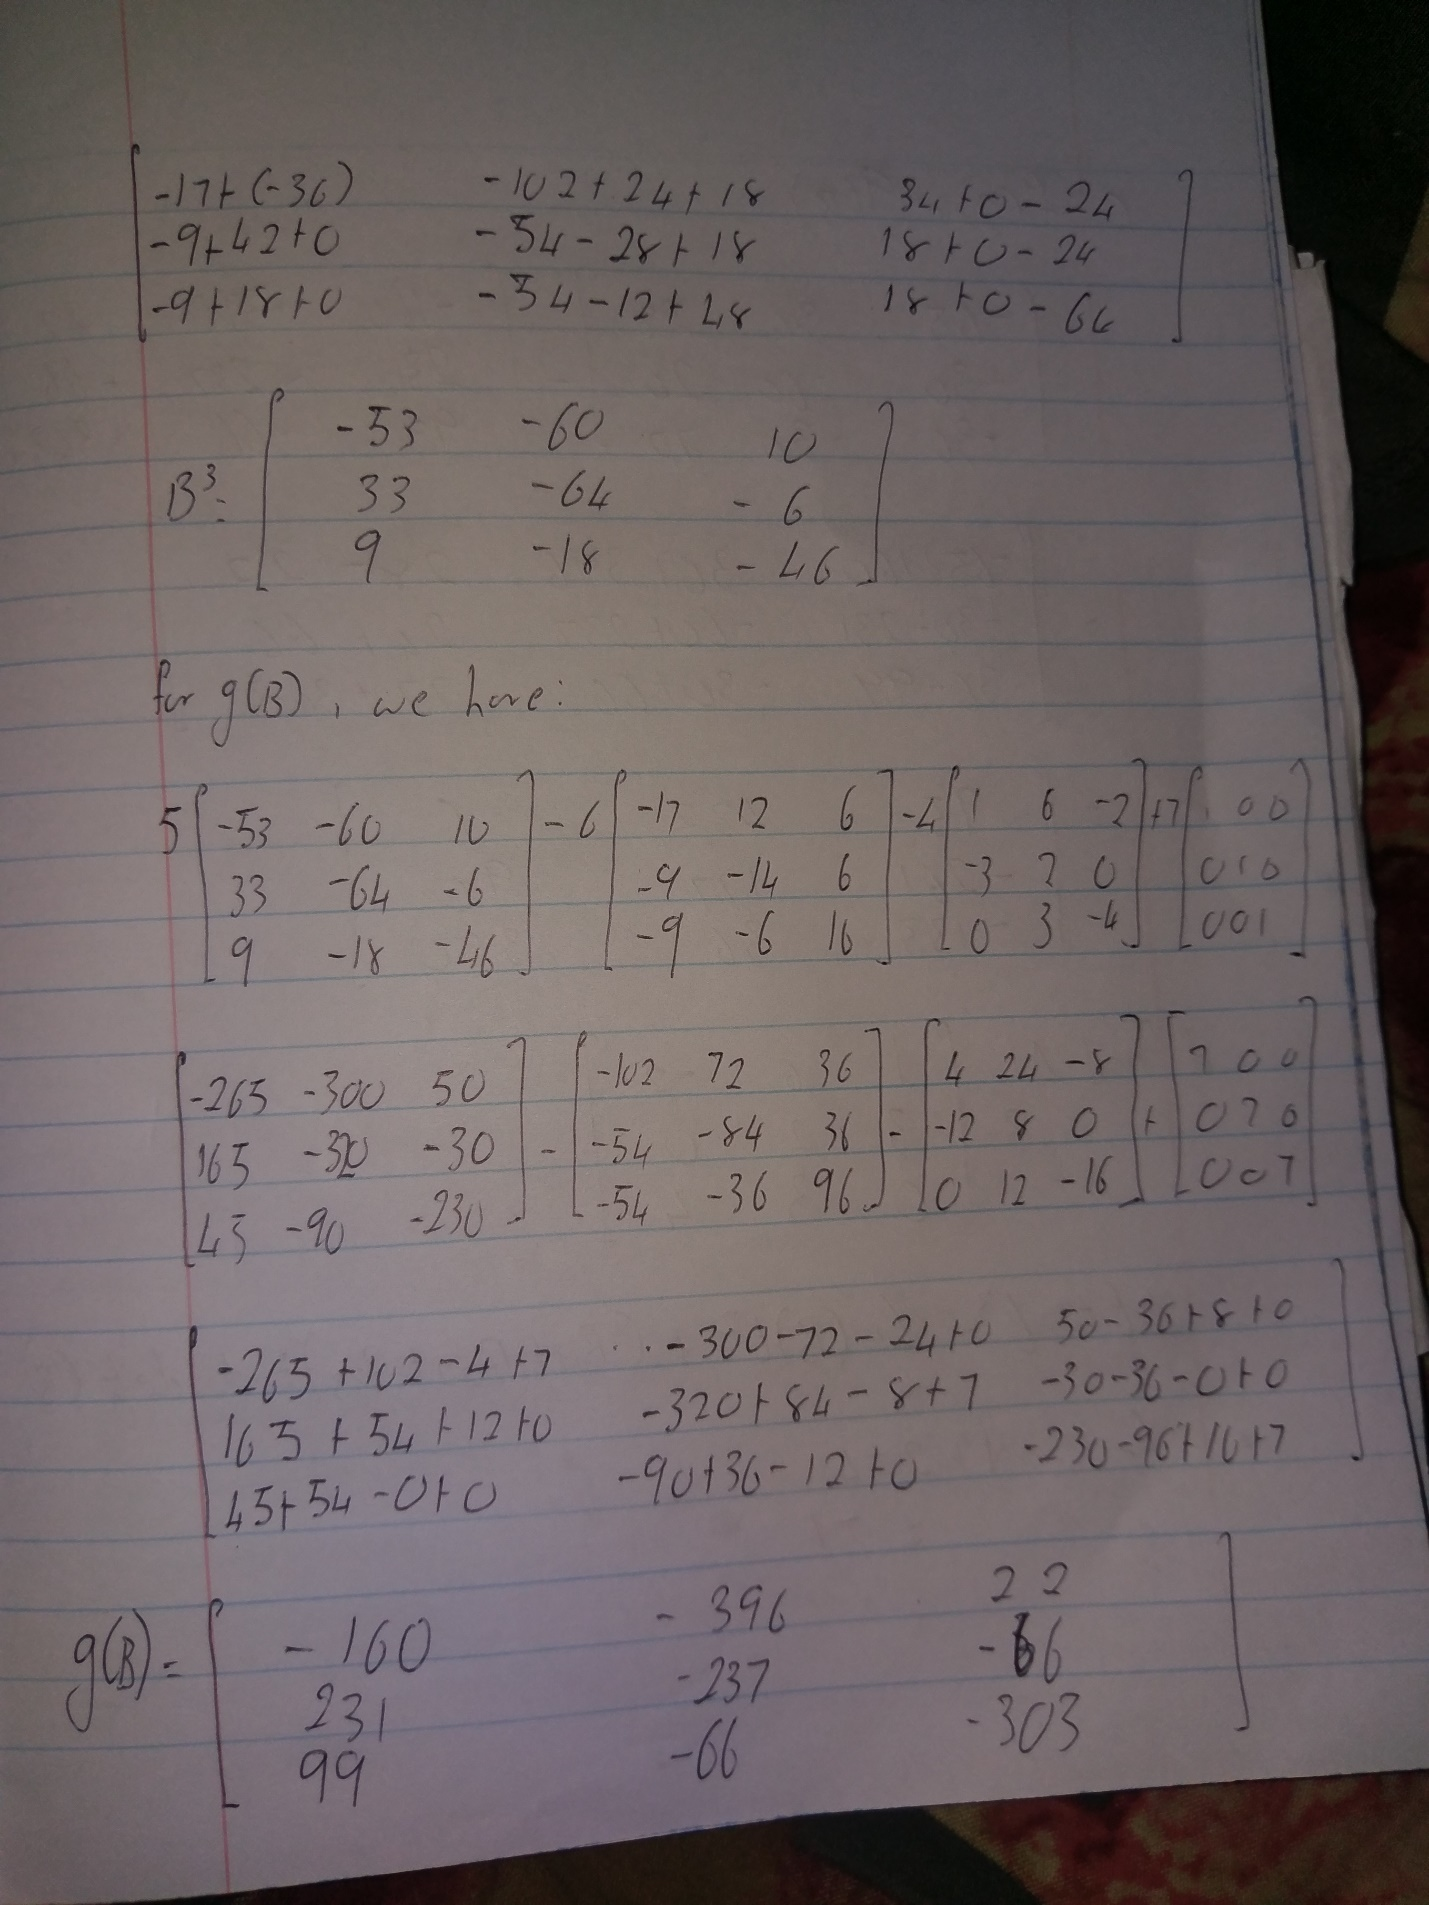 -17+(-36) -102+24+18 34+0-24
-9+42+0 -54-28+18 18+0-24
-9+18+0 -54-12+48 18+0-64
-53 -60 10
B³= 33 -64 -6
9 -18 -46
for g(B), we have:
5[-53 -60 10] -6[-17 12 6] -4[1 6 -2] +7[1 0 0]
33 -64 -6 -9 -14 6 -3 2 0 0 1 0
9 -18 -46 -9 -6 16 0 3 -4 0 0 1
[-265 -300 50] - [-102 72 36] - [4 24 -8] + [7 0 0]
165 -320 -30 -54 -84 36 -12 8 0 0 7 0
45 -90 -230 -54 -36 96 0 12 -16 0 0 7
-265+102-4+7 ..-300-72-24+0 50-36+8+0
165+54+12+0 -320+84-8+7 -30-36-0+0
45+54-0+0 -90+36-12+0 -230-96+16+7
-160 -396 22
g(B)= 231 -237 -66
99 -66 -303